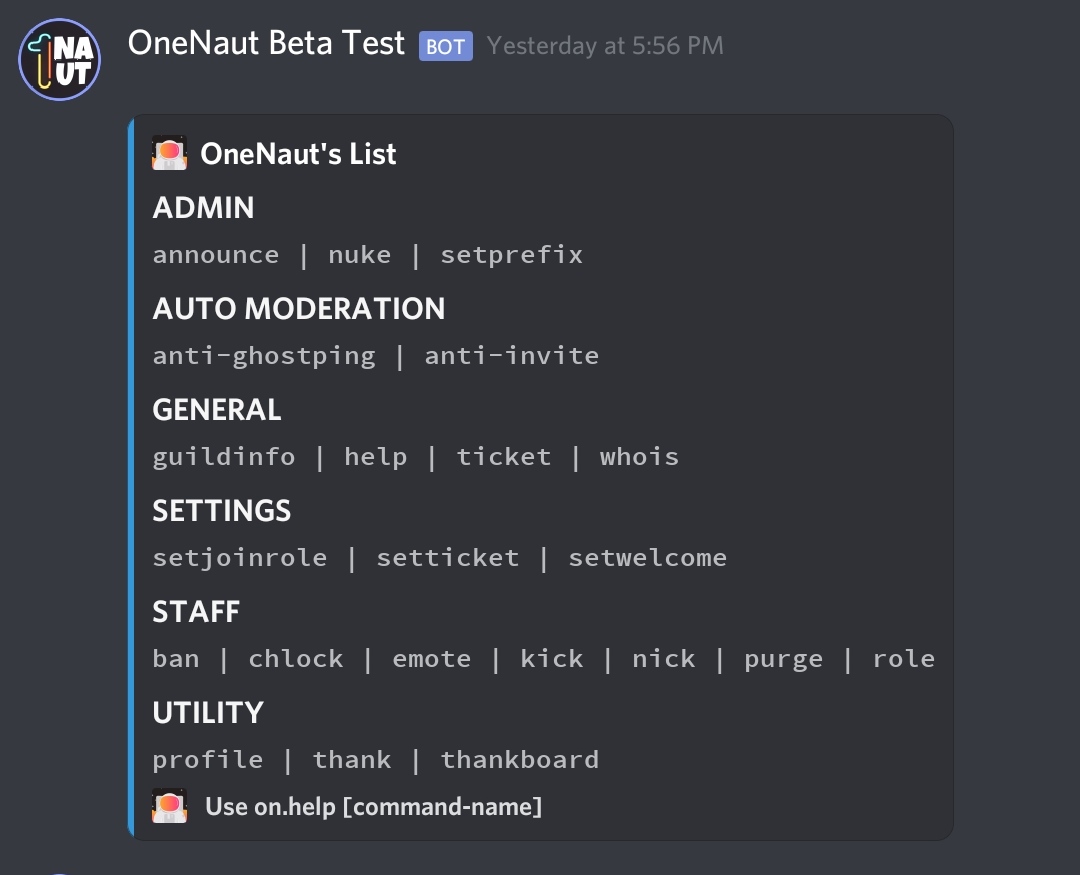 1NA
UT
OneNaut Beta Test BOT Yesterday at 5:56 PM
OneNaut's List
ADMIN
announce | nuke | setprefix
AUTO MODERATION
anti-ghostping | anti-invite
GENERAL
guildinfo | help | ticket | whois
SETTINGS
setjoinrole | setticket | setwelcome
STAFF
ban | chlock | emote | kick | nick | purge | role
UTILITY
profile | thank | thankboard
Use on.help [command-name]